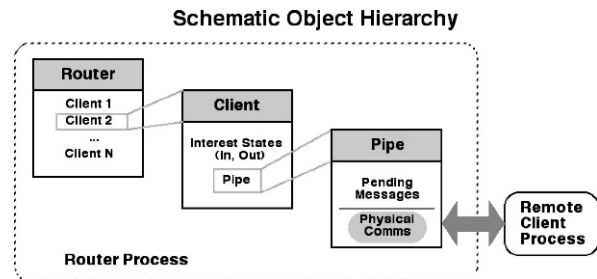 Schematic Object Hierarchy
Router
Client 1
Client 2
...
Client N
Client
Interest States
(In, Out)
Pipe
Pipe
Pending
Messages
Physical
Comms
Remote
Client
Process
Router Process